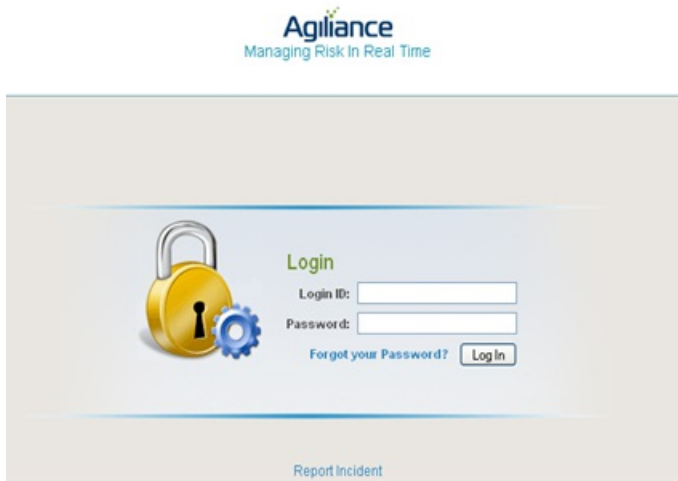 Agiliance
Managing Risk In Real Time
Login
Login ID:
Password:
Forgot your Password? Log In
Report Incident